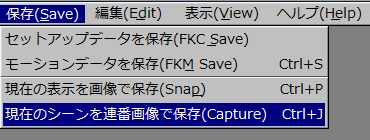 保存(Save) 編集(Edit) 表示(View) ヘルプ(Help)
セットアップデータを保存(FKC Save)
モーションデータを保存(FKM Save) Ctrl+S
現在の表示を画像で保存(Snap) Ctrl+P
現在のシーンを連番画像で保存(Capture) Ctrl+J